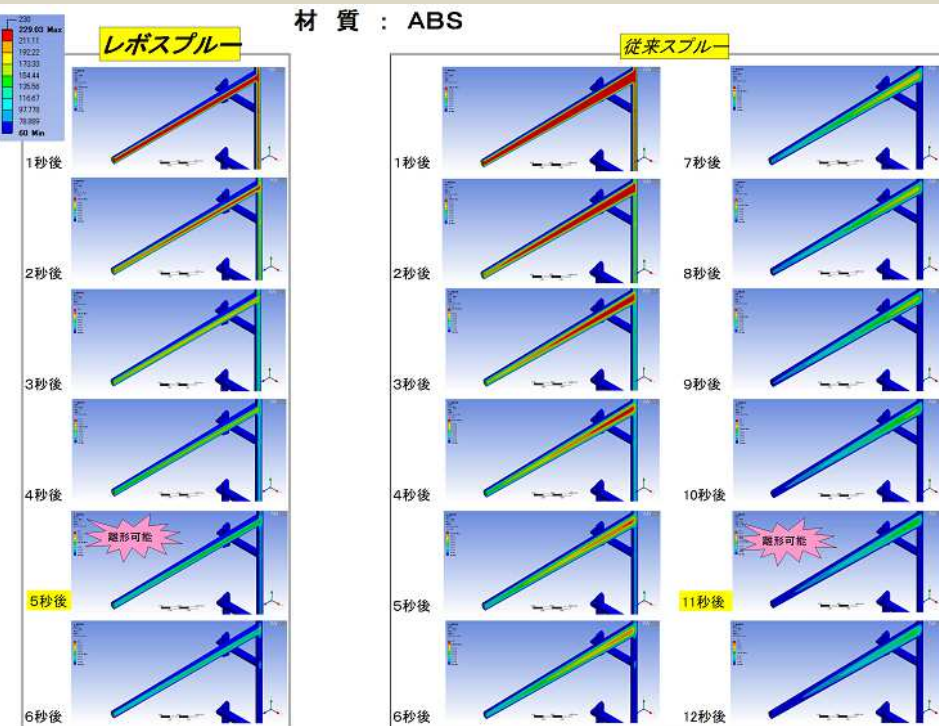 材 質 : ABS
230
229.03 Max
211.11
192.22
173.33
154.44
135.56
116.67
97.778
78.889
60 Min
レボスプルー
1秒後
2秒後
3秒後
4秒後
離形可能
5秒後
6秒後
従来スプルー
1秒後
2秒後
3秒後
4秒後
5秒後
6秒後
7秒後
8秒後
9秒後
10秒後
離形可能
11秒後
12秒後